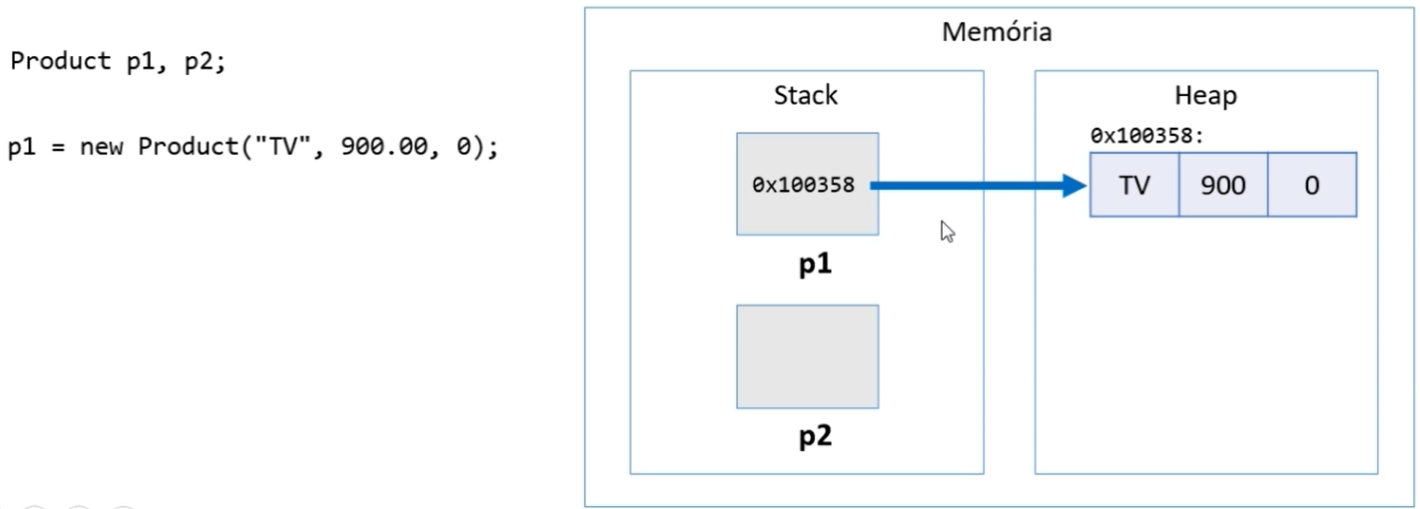 Product p1, p2;
p1 = new Product("TV", 900.00, 0);
Memória
Stack
0x100358
p1
p2
Heap
0x100358:
TV 900 0